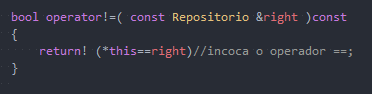 bool operator!=( const Repositorio &right )const
{
return! (*this==right)//incoca o operador ==;
}